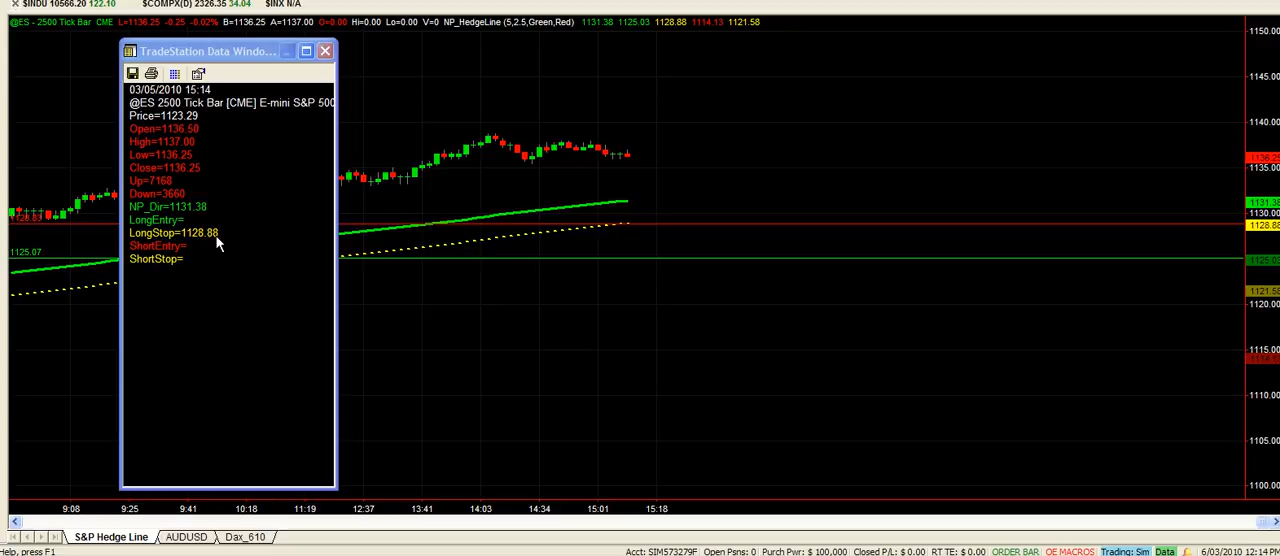 $INDU 10566.20 122.10 $COMPX(D) 2326.35 34.04 $INX N/A
@ES - 2500 Tick Bar CME L=1136.25 -0.25 -0.02% B=1136.25 A=1137.00 O=0.00 Hi=0.00 Lo=0.00 V=0 NP_HedgeLine (5,2.5,Green,Red) 1131.38 1125.03 1128.88 1114.13 1121.58
TradeStation Data Windo...
03/05/2010 15:14
@ES 2500 Tick Bar [CME] E-mini S&P 500
Price=1123.29
Open=1136.50
High=1137.00
Low=1136.25
Close=1136.25
Up=7168
Down=3660
NP_Dir=1131.38
LongEntry=
LongStop=1128.88
ShortEntry=
ShortStop=
1128.83
1125.07
1150.00
1145.00
1140.00
1136.25
1135.00
1131.38
1130.00
1128.88
1125.03
1121.58
1120.00
1115.00
1110.00
1105.00
1100.00
9:08 9:25 9:41 10:18 11:19 12:37 13:41 14:03 14:34 15:01 15:18
S&P Hedge Line AUDUSD Dax_610
Help, press F1 Acct: SIM573279F Open Psns: 0 Purch Pwr: $ 100,000 Closed P/L: $ 0.00 RT TE: $ 0.00 ORDER BAR OE MACROS Trading: Sim Data 6/03/2010 12:14 PM